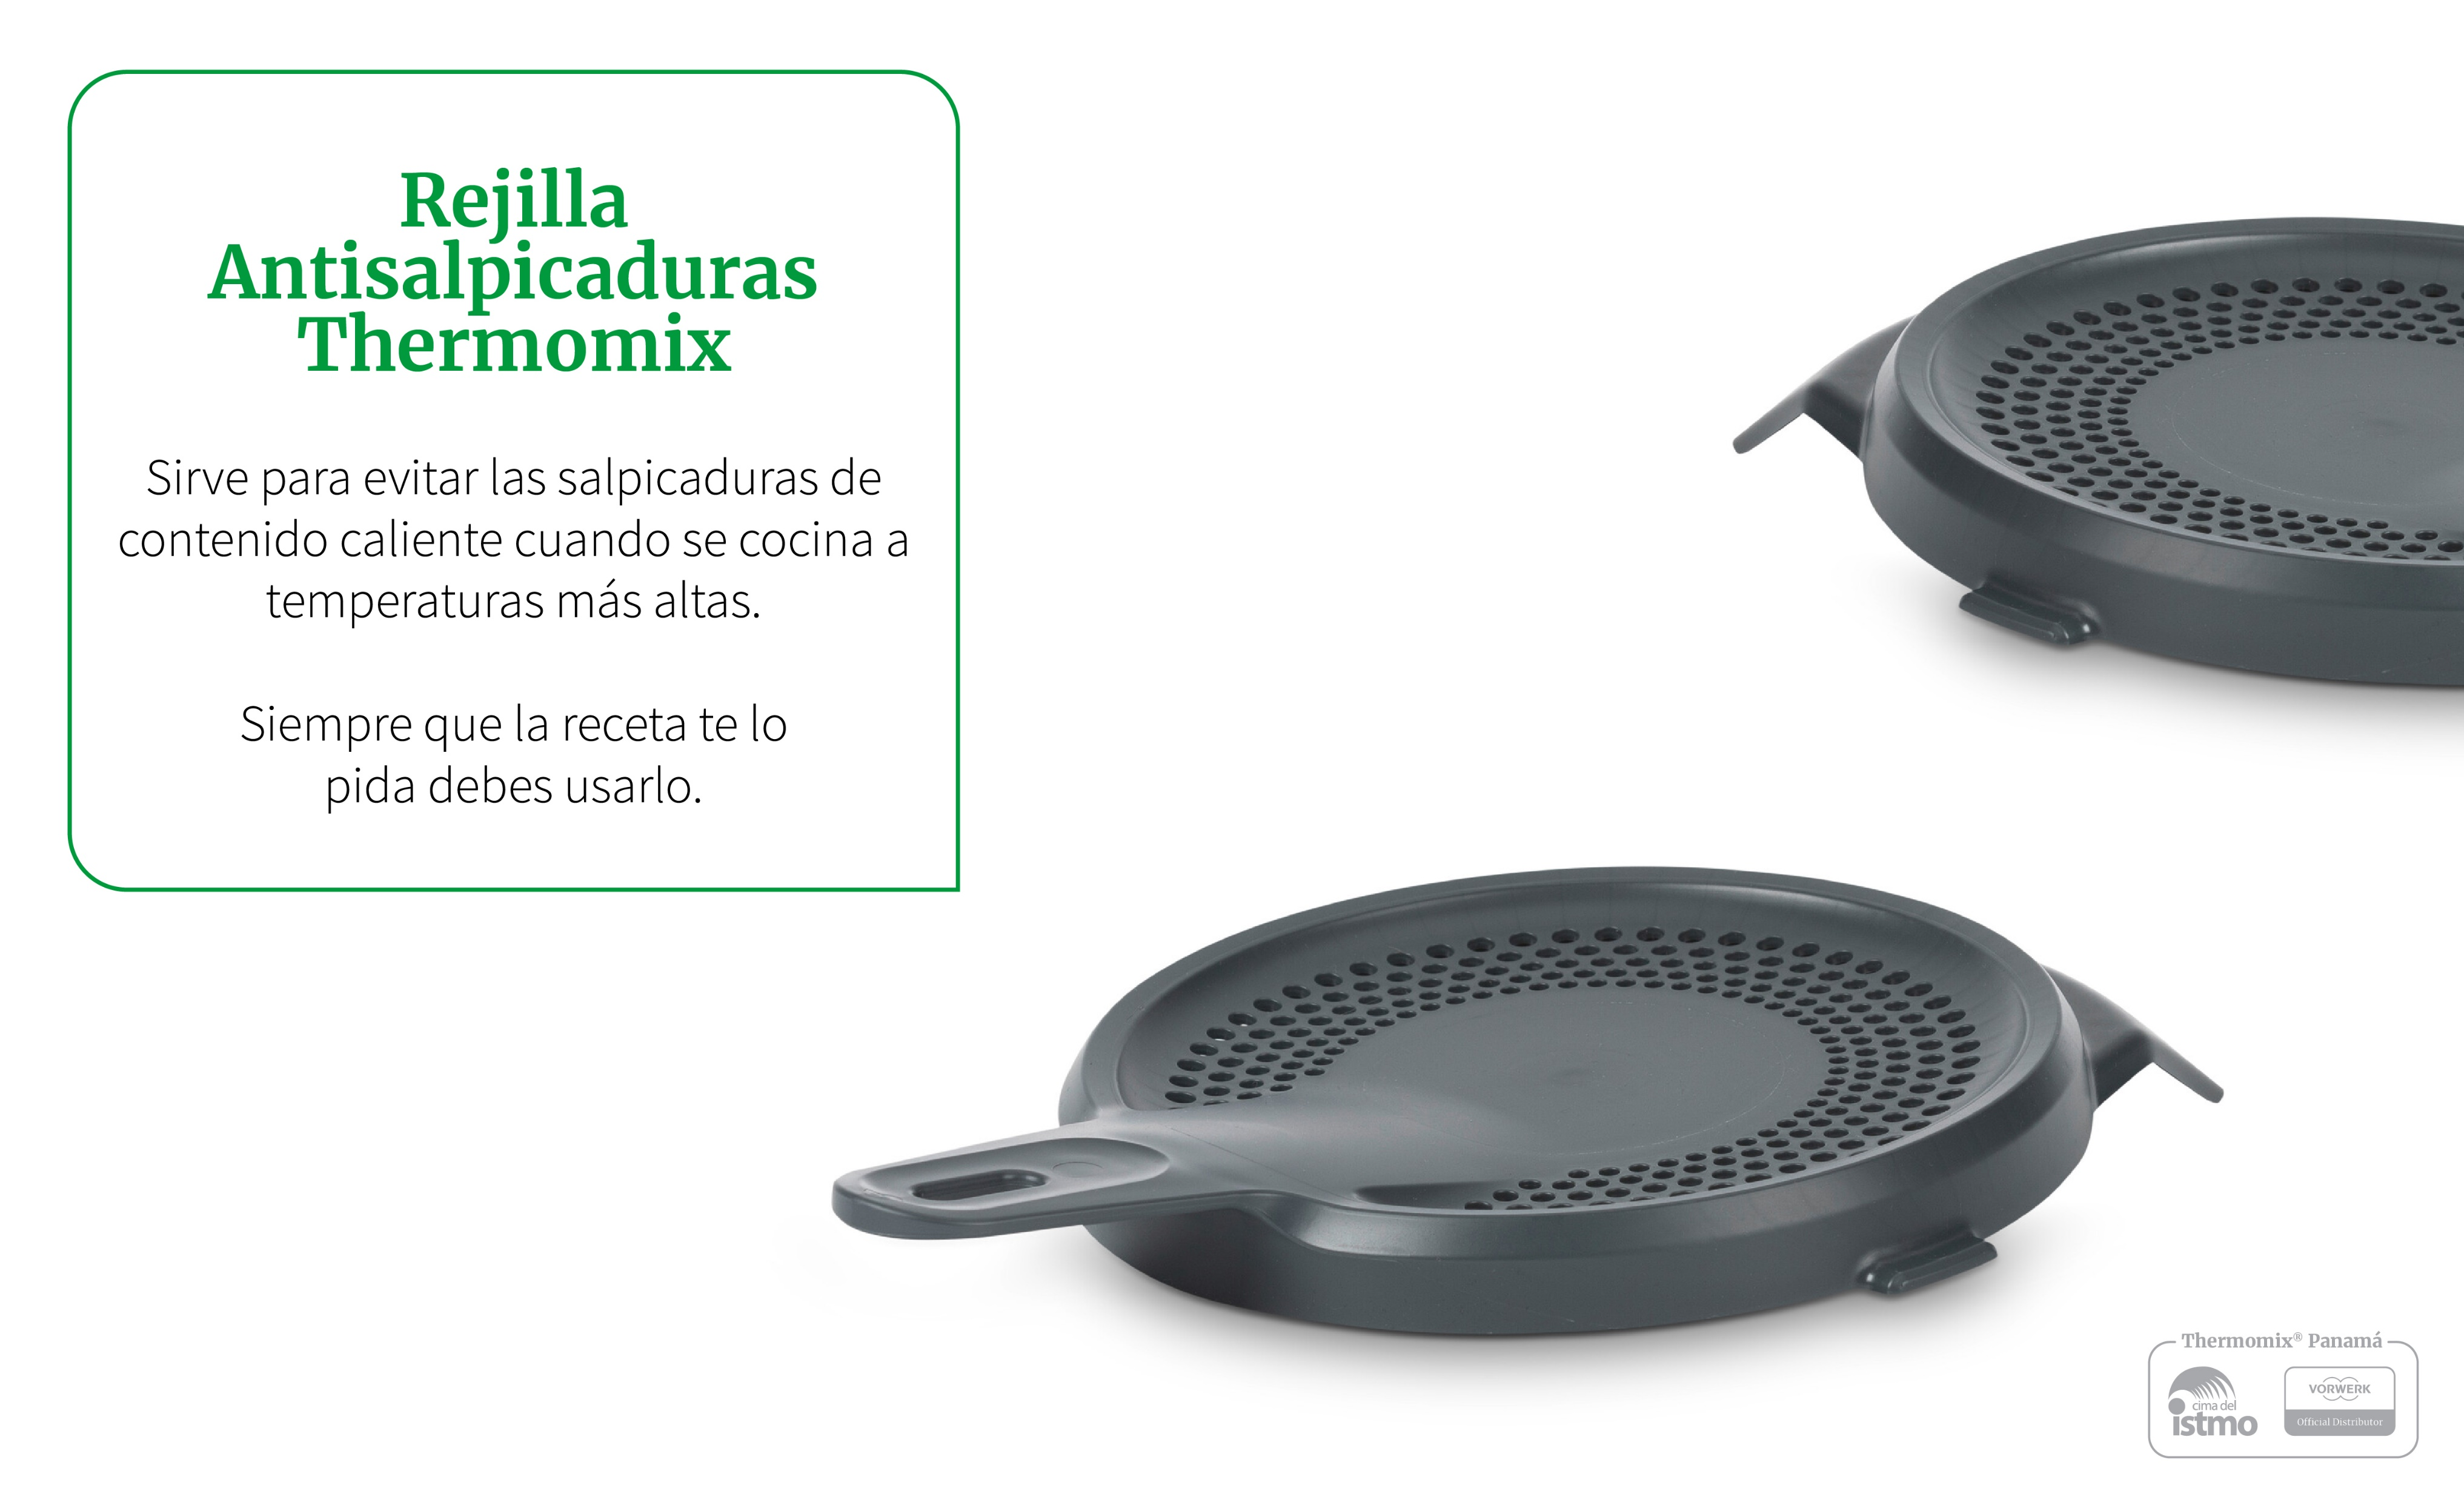 Rejilla
Antisalpicaduras
Thermomix
Sirve para evitar las salpicaduras de
contenido caliente cuando se cocina a
temperaturas más altas.
Siempre que la receta te lo
pida debes usarlo.
Thermomix® Panamá
cima del
istmo
VORWERK
Official Distributor